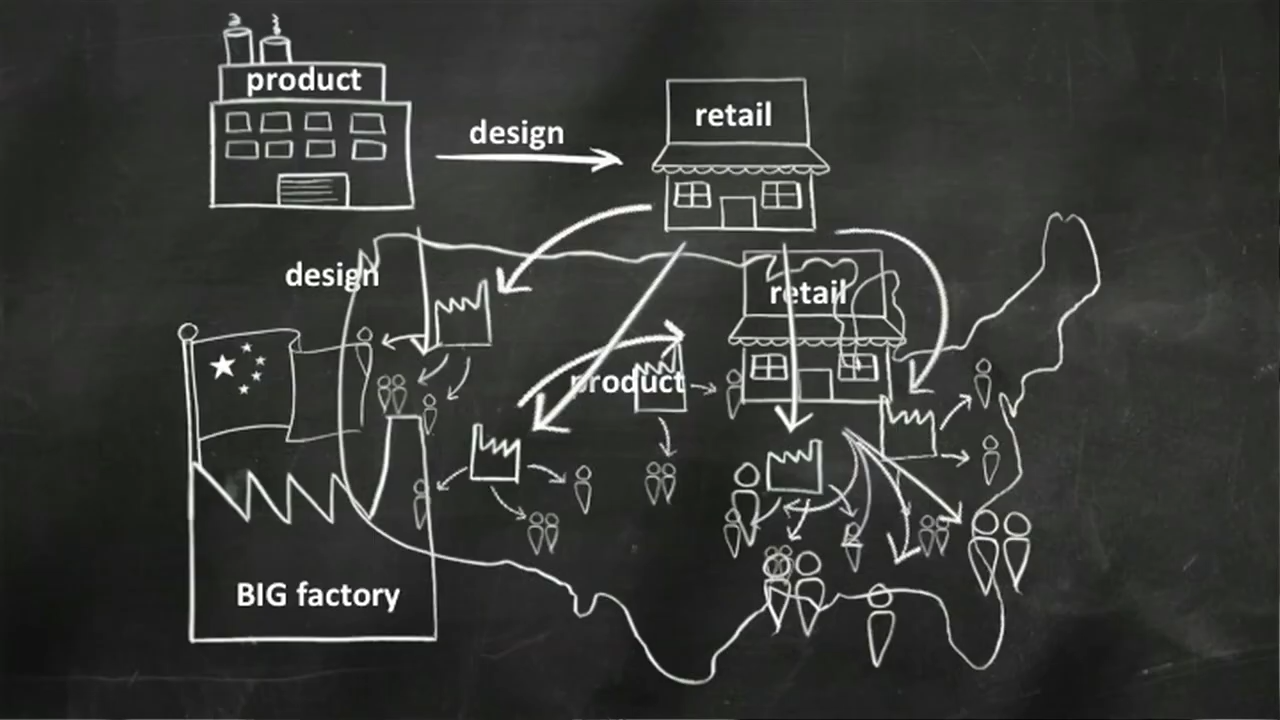 product
design
retail
design
retail
product
BIG factory